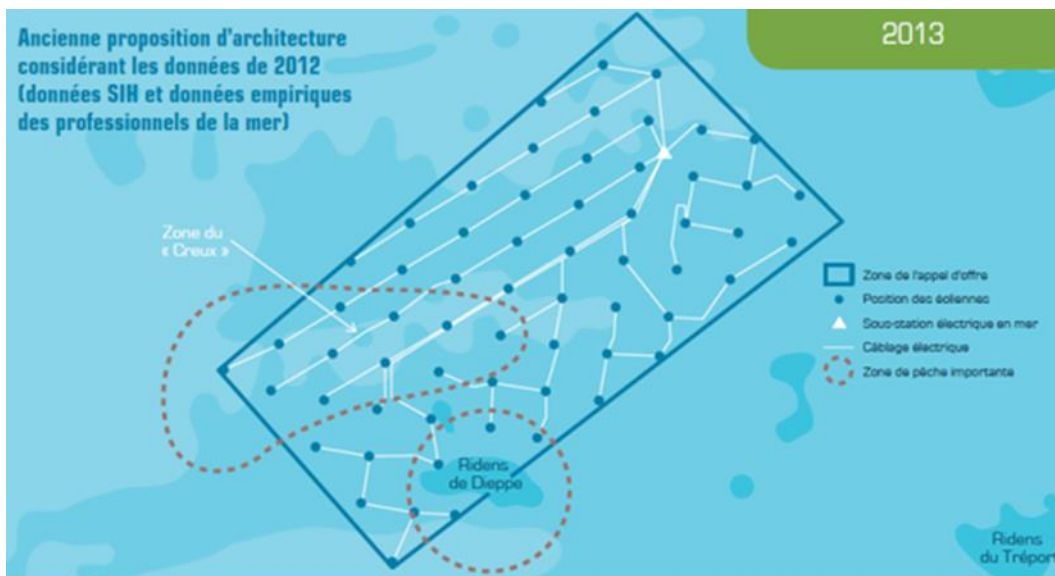 Ancienne proposition d'architecture
considérant les données de 2012
(données SIH et données empiriques
des professionnels de la mer)
2013
Zone du
« Creux »
Zone de l'appel d'offre
Position des éoliennes
Sous-station électrique en mer
Câblage électrique
Zone de pêche importante
Ridens
de Dieppe
Ridens
du Tréport